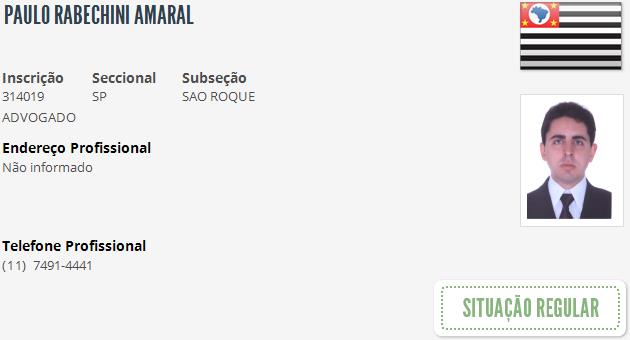 PAULO RABECHINI AMARAL
Inscrição Seccional Subseção
314019 SP SAO ROQUE
ADVOGADO
Endereço Profissional
Não informado
Telefone Profissional
(11) 7491-4441
SITUAÇÃO REGULAR